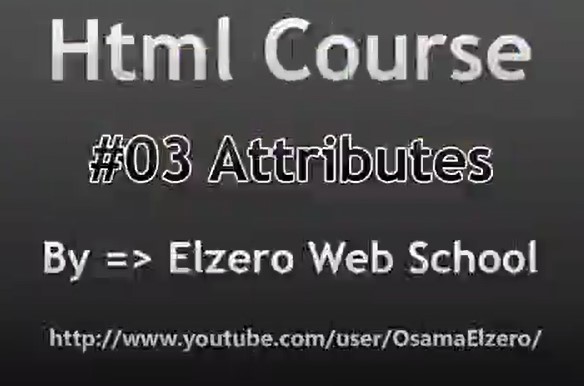 Html Course
#03 Attributes
By => Elzero Web School
http://www.youtube.com/user/OsamaElzero/